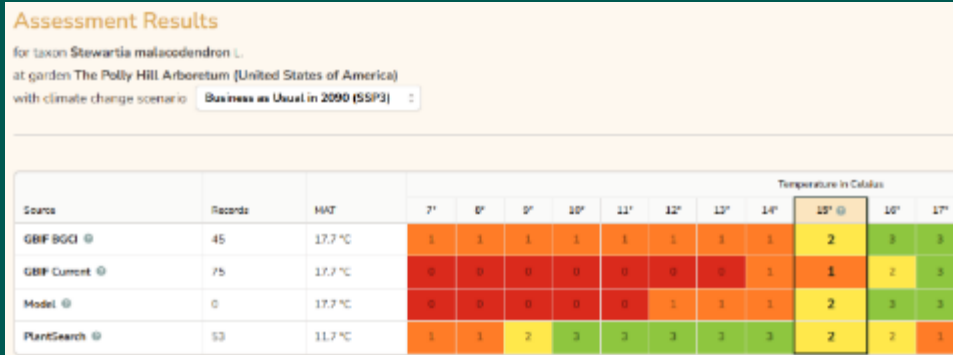 Assessment Results
for taxon Stewartia malacodendron L.
at garden The Polly Hill Arboretum (United States of America)
with climate change scenario Business as Usual in 2090 (SSP3)
Temperature in Celsius
Source Records MAT 7° 8° 9° 10° 11° 12° 13° 14° 15° 16° 17°
GBIF BGCI 45 17.7 °C 1 1 1 1 1 1 1 1 2 3 3
GBIF Current 75 17.7 °C 0 0 0 0 0 0 0 1 1 2 3
Model 0 17.7 °C 0 0 0 0 0 1 1 1 2 3 3
PlantSearch 53 11.7 °C 1 1 2 3 3 3 3 3 2 2 1